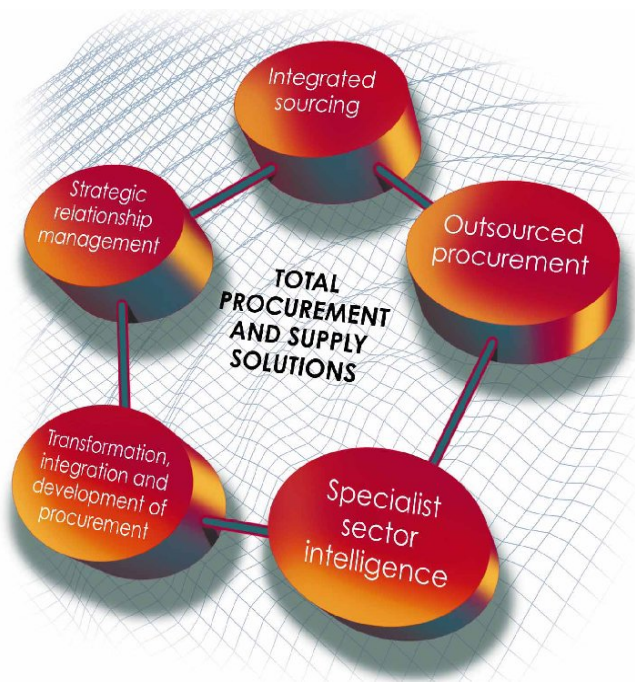 Integrated
sourcing
Strategic
relationship
management
Outsourced
procurement
TOTAL
PROCUREMENT
AND SUPPLY
SOLUTIONS
Transformation,
integration and
development of
procurement
Specialist
sector
intelligence